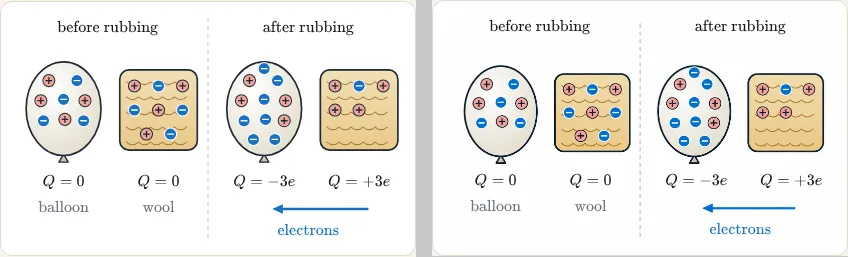 before rubbing
after rubbing
Q = 0
Q = 0
Q = −3e
Q = +3e
balloon
wool
electrons
before rubbing
after rubbing
Q = 0
Q = 0
Q = −3e
Q = +3e
balloon
wool
electrons